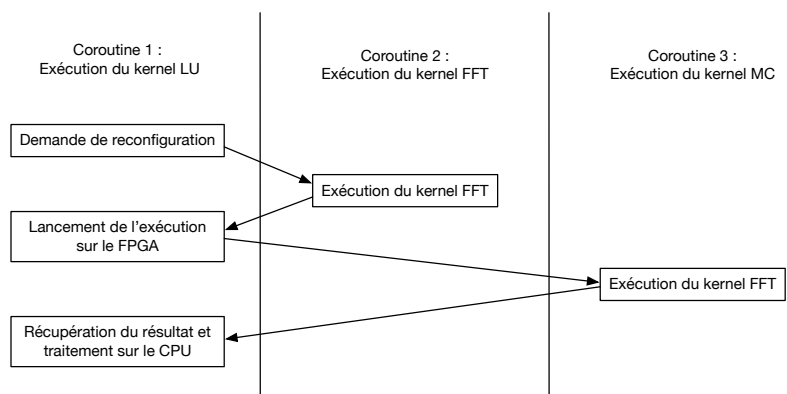 Coroutine 1 :
Exécution du kernel LU
Coroutine 2 :
Exécution du kernel FFT
Coroutine 3 :
Exécution du kernel MC
Demande de reconfiguration
Exécution du kernel FFT
Lancement de l'exécution
sur le FPGA
Exécution du kernel FFT
Récupération du résultat et
traitement sur le CPU